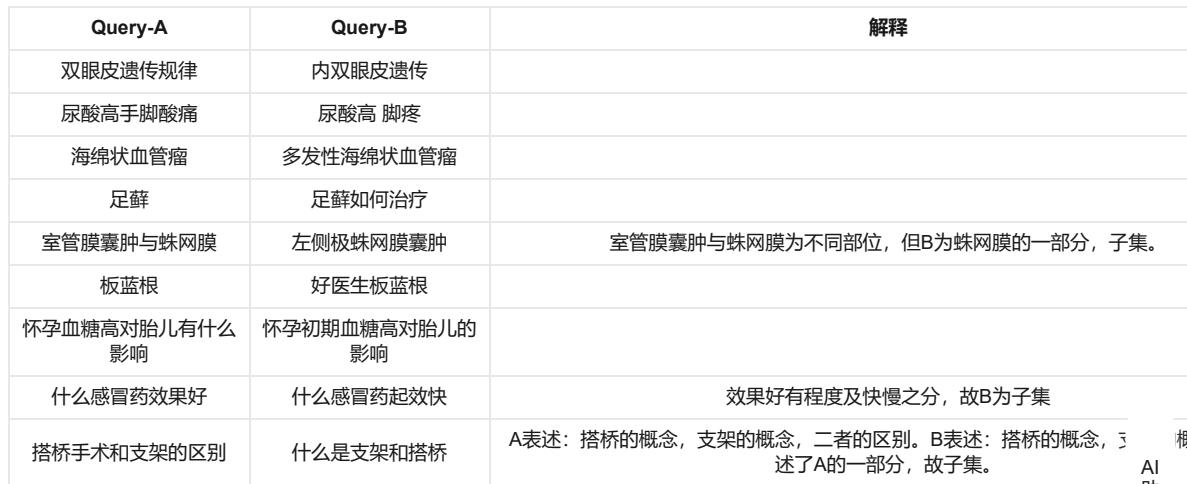 Query-A Query-B 解释
双眼皮遗传规律 内双眼皮遗传
尿酸高手脚酸痛 尿酸高 脚疼
海绵状血管瘤 多发性海绵状血管瘤
足藓 足藓如何治疗
室管膜囊肿与蛛网膜 左侧极蛛网膜囊肿 室管膜囊肿与蛛网膜为不同部位，但B为蛛网膜的一部分，子集。
板蓝根 好医生板蓝根
怀孕血糖高对胎儿有什么
影响
怀孕初期血糖高对胎儿的
影响
什么感冒药效果好 什么感冒药起效快 效果好有程度及快慢之分，故B为子集
搭桥手术和支架的区别 什么是支架和搭桥
A表述：搭桥的概念，支架的概念，二者的区别。B表述：搭桥的概念，
述了A的一部分，故子集。
AI